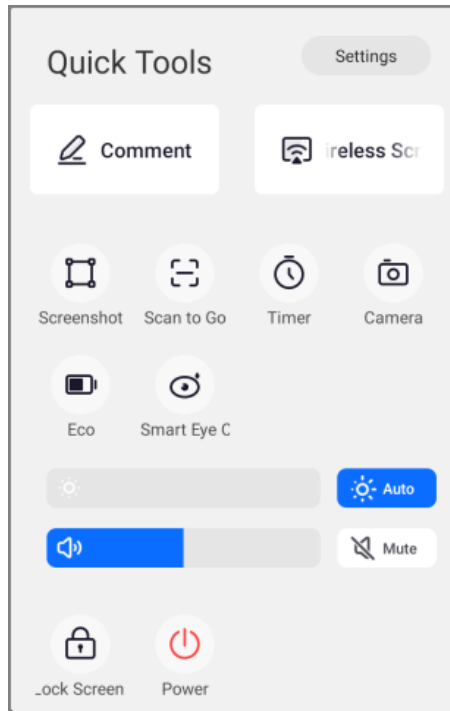 Quick Tools
Settings
Comment
ireless Scr
Screenshot
Scan to Go
Timer
Camera
Eco
Smart Eye C
Auto
Mute
Lock Screen
Power